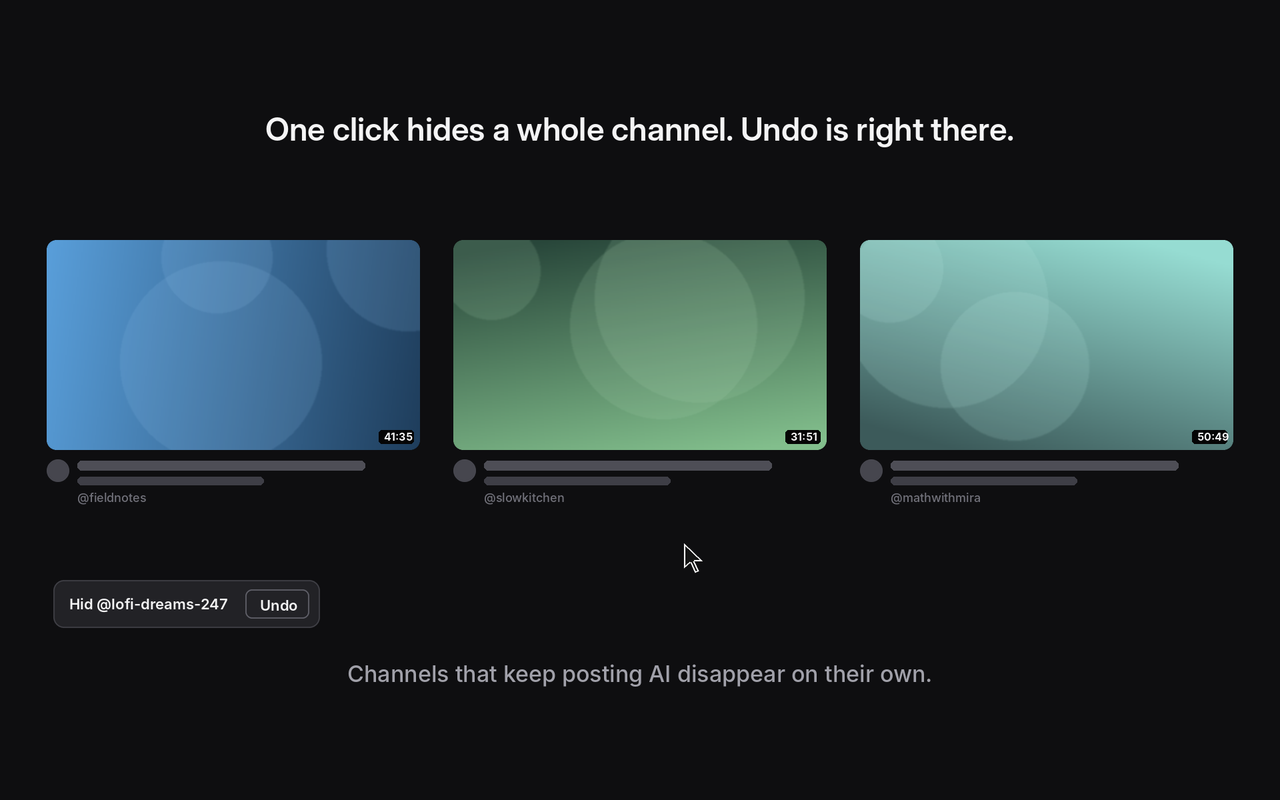 One click hides a whole channel. Undo is right there.
41:35
31:51
50:49
@fieldnotes
@slowkitchen
@mathwithmira
Hid @lofi-dreams-247
Undo
Channels that keep posting AI disappear on their own.